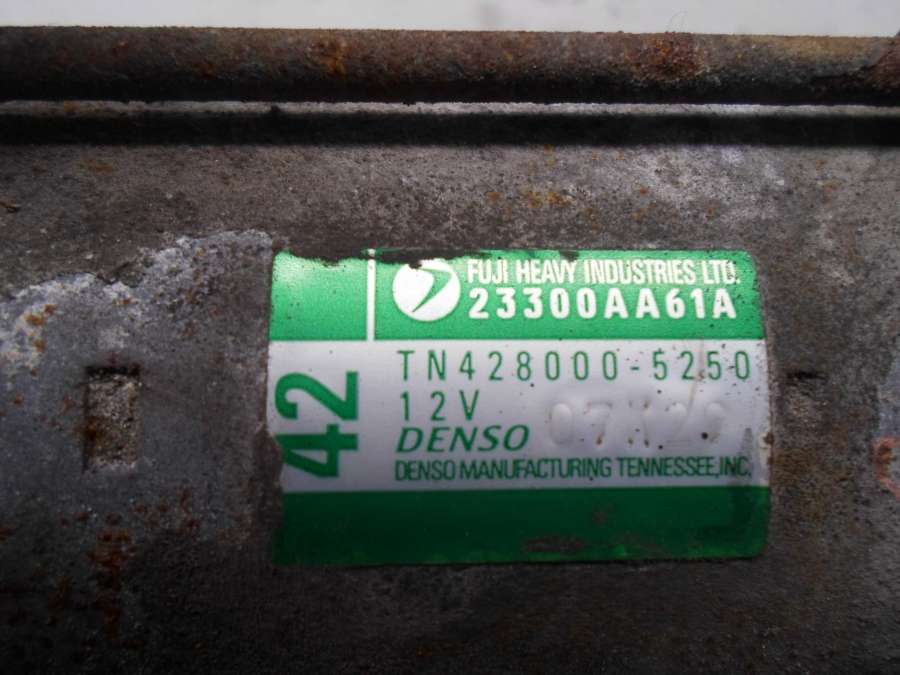 FUJI HEAVY INDUSTRIES LTD.
23300AA61A
42
TN428000-5250
12V
DENSO
DENSO MANUFACTURING TENNESSEE, INC.